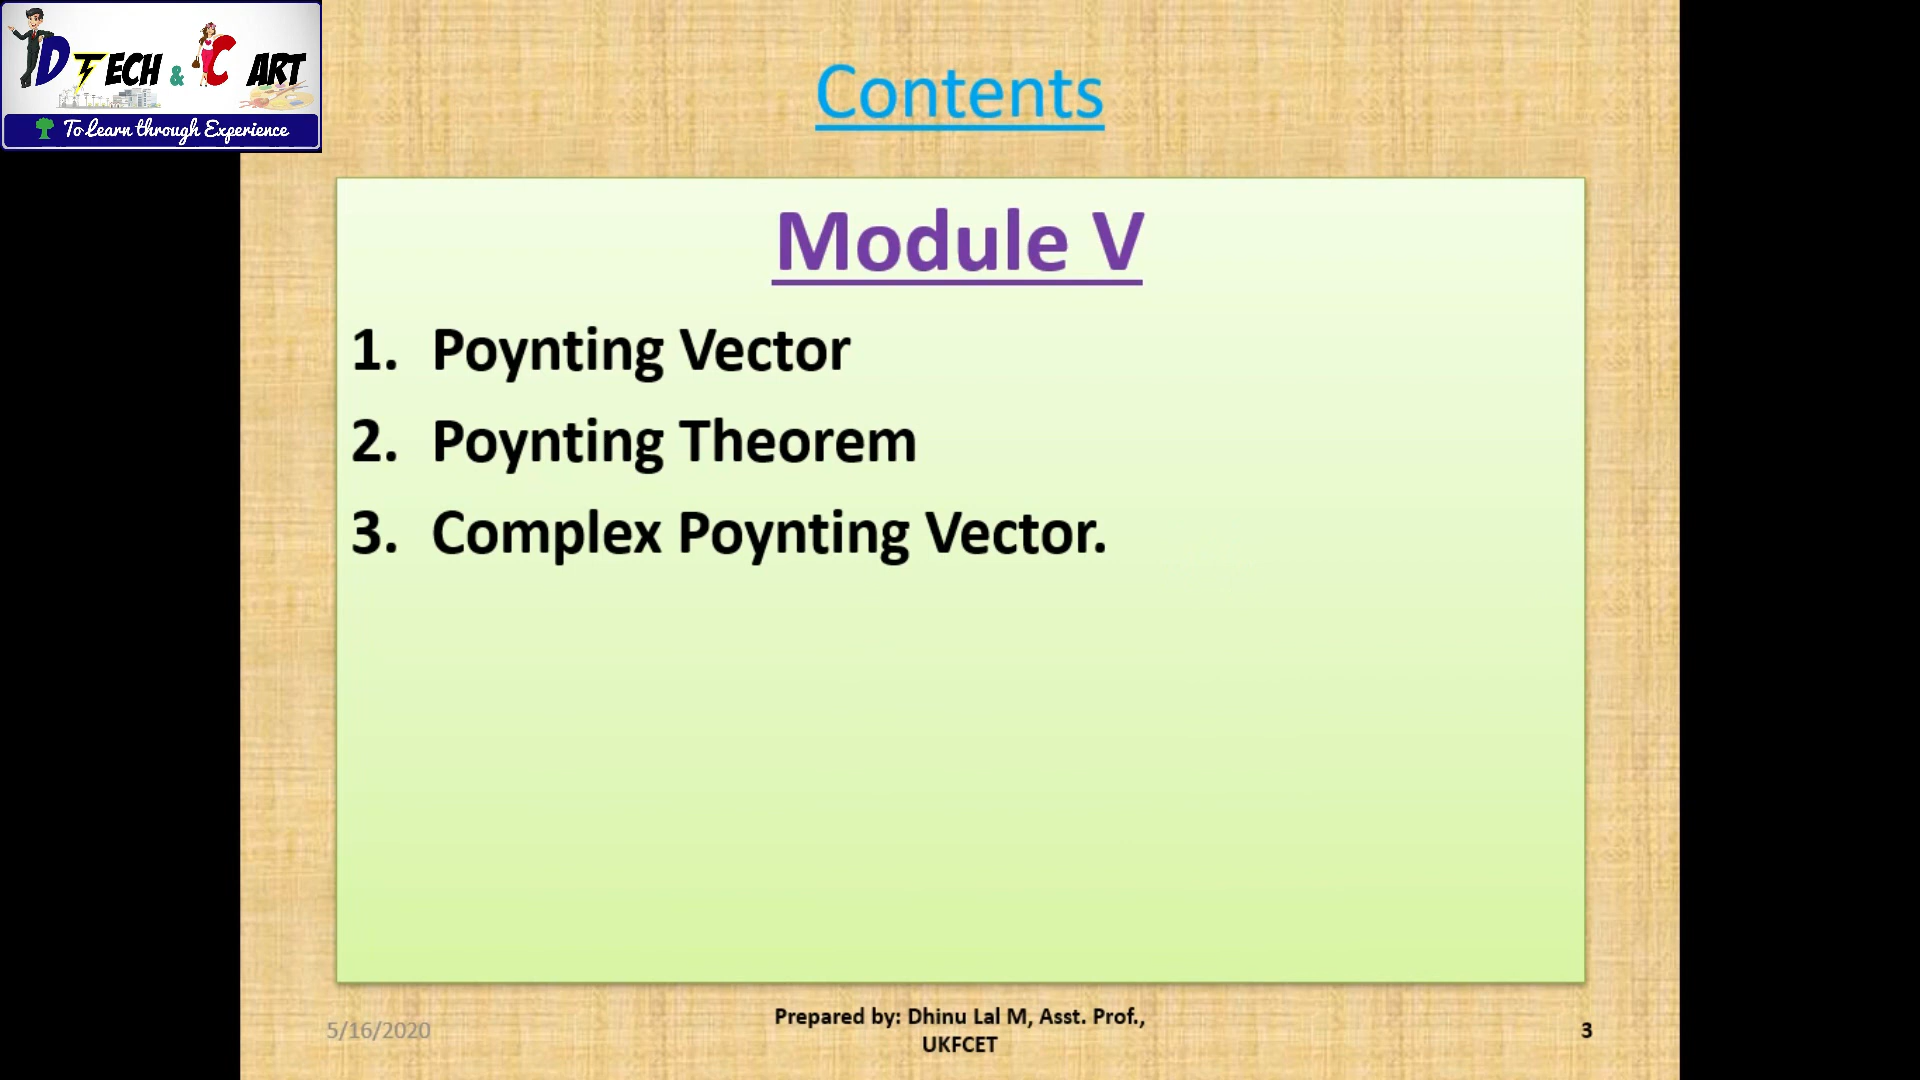 D TECH & C ART
To Learn through Experience
Contents
Module V
1. Poynting Vector
2. Poynting Theorem
3. Complex Poynting Vector.
5/16/2020
Prepared by: Dhinu Lal M, Asst. Prof.,
UKFCET
3